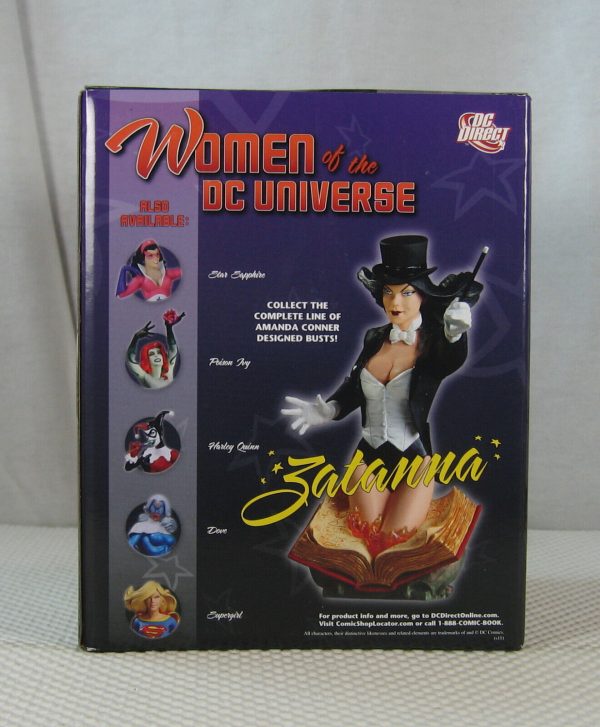 Women of the
DC Universe
DC
DIRECT
ALSO
AVAILABLE:
Star Sapphire
COLLECT THE
COMPLETE LINE OF
AMANDA CONNER
DESIGNED BUSTS!
Poison Ivy
Harley Quinn
Zatanna
Dove
Supergirl
For product info and more, go to DCDirectOnline.com.
Visit ComicShopLocator.com or call 1-888-COMIC-BOOK.
All characters, their distinctive likenesses and related elements are trademarks of and © DC Comics.